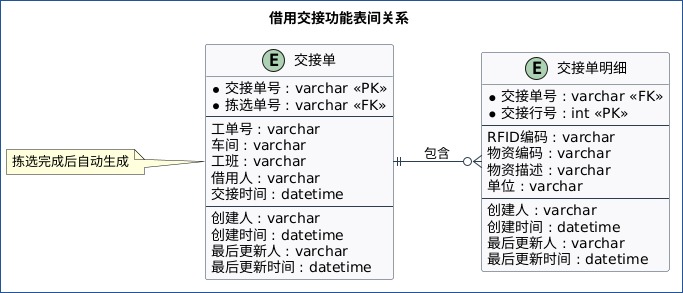 借用交接功能表间关系
拣选完成后自动生成
E 交接单
交接单号 : varchar «PK»
拣选单号 : varchar «FK»
工单号 : varchar
车间 : varchar
工班 : varchar
借用人 : varchar
交接时间 : datetime
创建人 : varchar
创建时间 : datetime
最后更新人 : varchar
最后更新时间 : datetime
包含
E 交接单明细
交接单号 : varchar «FK»
交接行号 : int «PK»
RFID编码 : varchar
物资编码 : varchar
物资描述 : varchar
单位 : varchar
创建人 : varchar
创建时间 : datetime
最后更新人 : varchar
最后更新时间 : datetime